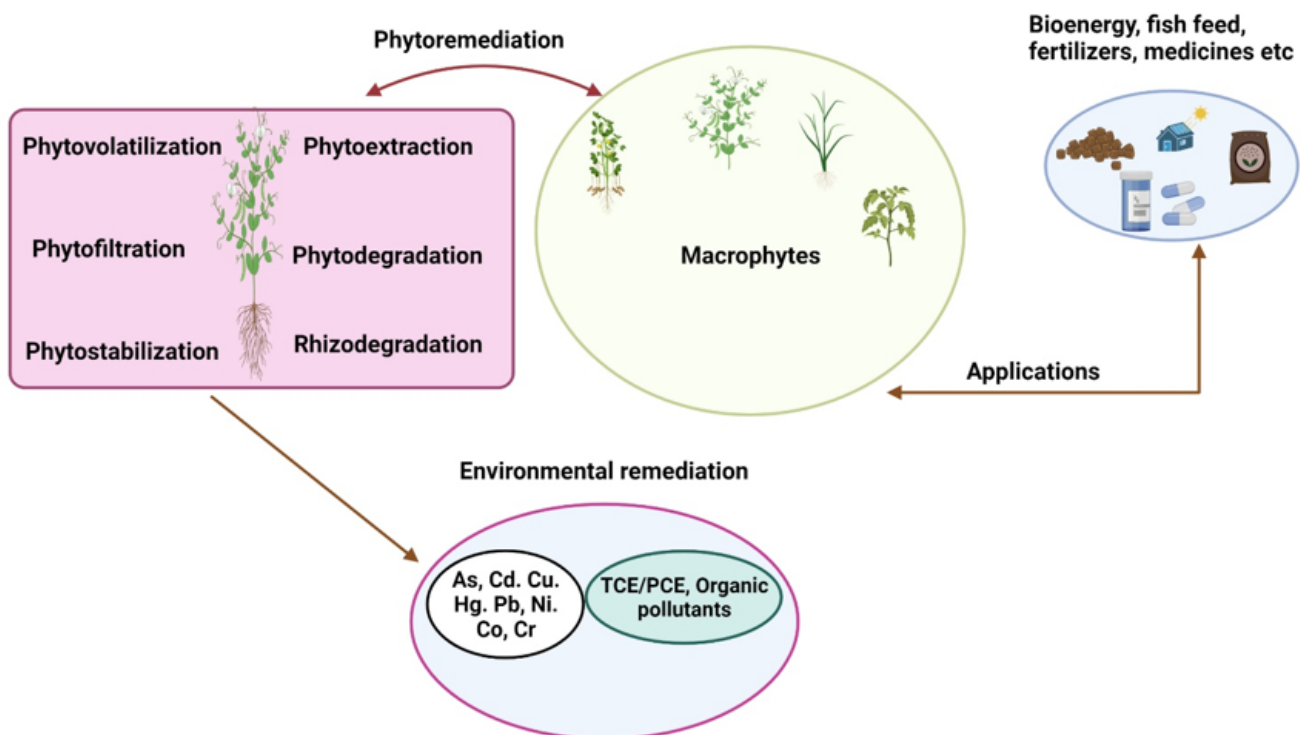 Phytoremediation
Bioenergy, fish feed,
fertilizers, medicines etc
Phytovolatilization
Phytoextraction
Phytofiltration
Phytodegradation
Phytostabilization
Rhizodegradation
Macrophytes
Applications
Environmental remediation
As, Cd. Cu.
Hg. Pb, Ni.
Co, Cr
TCE/PCE, Organic
pollutants